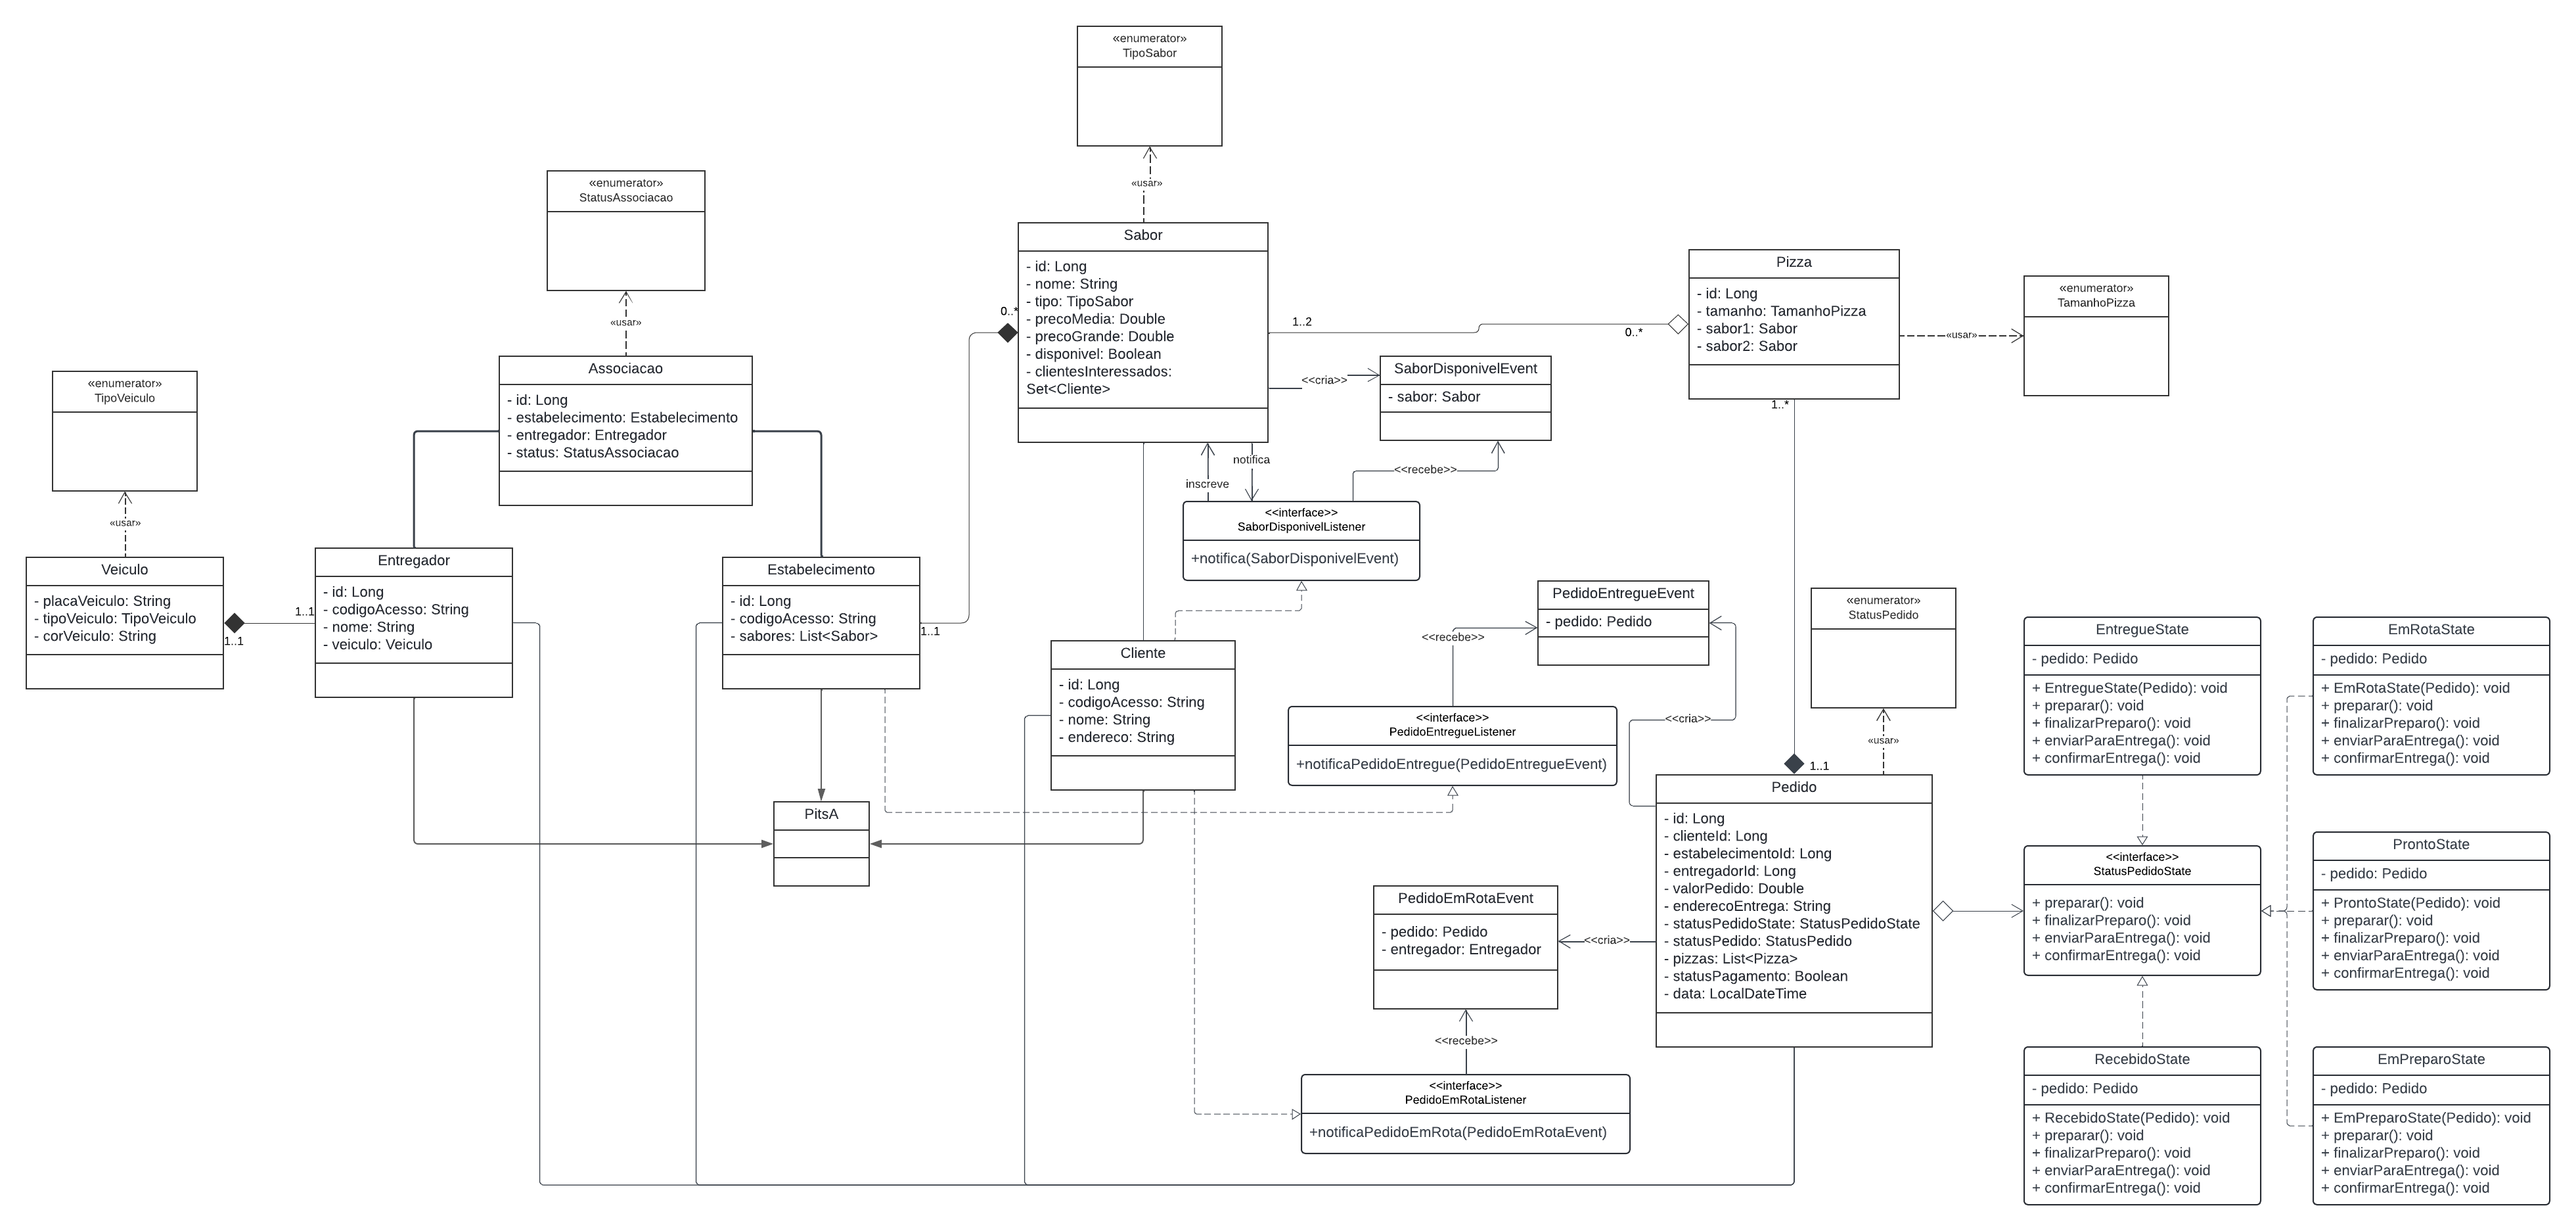 «enumerator»
TipoSabor
«usar»
«enumerator»
StatusAssociacao
«usar»
Sabor
- id: Long
- nome: String
- tipo: TipoSabor
- precoMedia: Double
- precoGrande: Double
- disponivel: Boolean
- clientesInteressados:
Set<Cliente>
0..*
1..2
0..*
Pizza
- id: Long
- tamanho: TamanhoPizza
- sabor1: Sabor
- sabor2: Sabor
1..*
«usar»
«enumerator»
TamanhoPizza
<<cria>>
SaborDisponivelEvent
- sabor: Sabor
<<recebe>>
notifica
inscreve
<<interface>>
SaborDisponivelListener
+notifica(SaborDisponivelEvent)
Associacao
- id: Long
- estabelecimento: Estabelecimento
- entregador: Entregador
- status: StatusAssociacao
«enumerator»
TipoVeiculo
«usar»
Veiculo
- placaVeiculo: String
- tipoVeiculo: TipoVeiculo
- corVeiculo: String
1..1
1..1
Entregador
- id: Long
- codigoAcesso: String
- nome: String
- veiculo: Veiculo
Estabelecimento
- id: Long
- codigoAcesso: String
- sabores: List<Sabor>
1..1
Cliente
- id: Long
- codigoAcesso: String
- nome: String
- endereco: String
PitsA
PedidoEntregueEvent
- pedido: Pedido
<<recebe>>
<<cria>>
<<interface>>
PedidoEntregueListener
+notificaPedidoEntregue(PedidoEntregueEvent)
«enumerator»
StatusPedido
«usar»
1..1
Pedido
- id: Long
- clienteId: Long
- estabelecimentoId: Long
- entregadorId: Long
- valorPedido: Double
- enderecoEntrega: String
- statusPedidoState: StatusPedidoState
- statusPedido: StatusPedido
- pizzas: List<Pizza>
- statusPagamento: Boolean
- data: LocalDateTime
PedidoEmRotaEvent
- pedido: Pedido
- entregador: Entregador
<<cria>>
<<recebe>>
<<interface>>
PedidoEmRotaListener
+notificaPedidoEmRota(PedidoEmRotaEvent)
EntregueState
- pedido: Pedido
+ EntregueState(Pedido): void
+ preparar(): void
+ finalizarPreparo(): void
+ enviarParaEntrega(): void
+ confirmarEntrega(): void
EmRotaState
- pedido: Pedido
+ EmRotaState(Pedido): void
+ preparar(): void
+ finalizarPreparo(): void
+ enviarParaEntrega(): void
+ confirmarEntrega(): void
<<interface>>
StatusPedidoState
+ preparar(): void
+ finalizarPreparo(): void
+ enviarParaEntrega(): void
+ confirmarEntrega(): void
ProntoState
- pedido: Pedido
+ ProntoState(Pedido): void
+ preparar(): void
+ finalizarPreparo(): void
+ enviarParaEntrega(): void
+ confirmarEntrega(): void
RecebidoState
- pedido: Pedido
+ RecebidoState(Pedido): void
+ preparar(): void
+ finalizarPreparo(): void
+ enviarParaEntrega(): void
+ confirmarEntrega(): void
EmPreparoState
- pedido: Pedido
+ EmPreparoState(Pedido): void
+ preparar(): void
+ finalizarPreparo(): void
+ enviarParaEntrega(): void
+ confirmarEntrega(): void